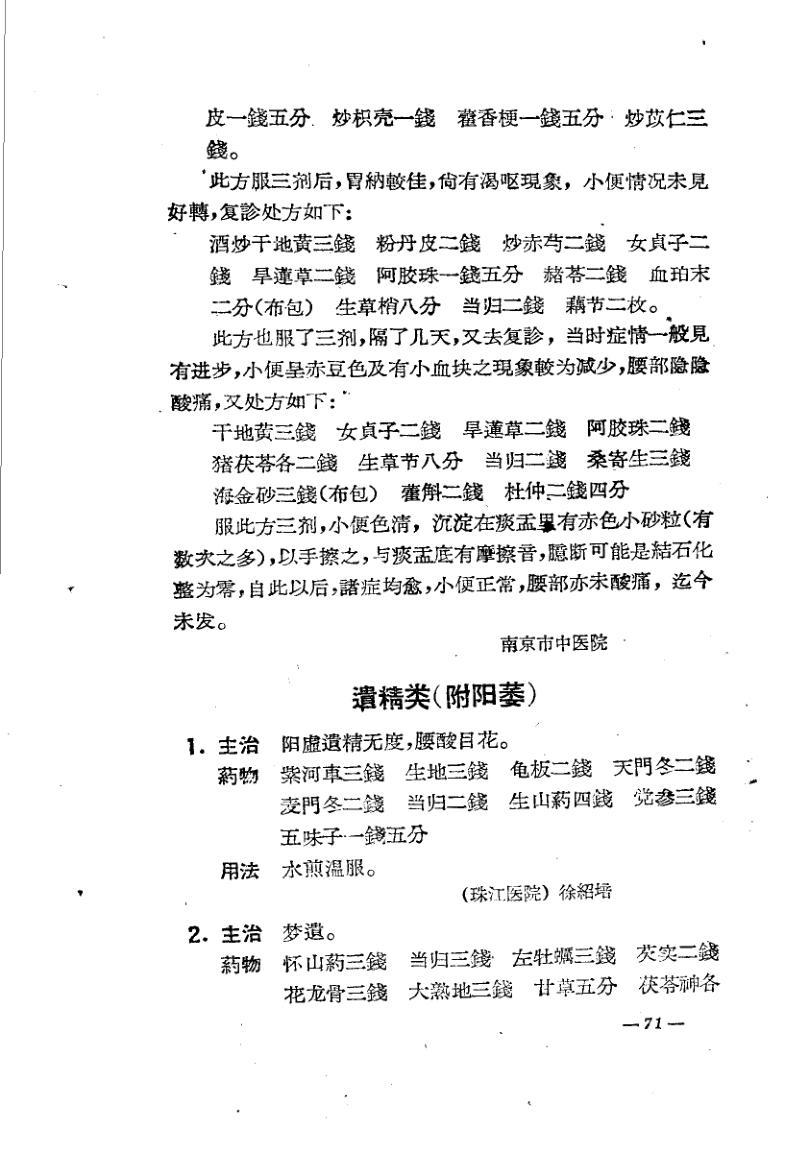 皮一錢五分 炒枳壳一錢 藿香梗一錢五分 炒苡仁三
錢。
此方服三剂后，胃納較佳，尙有渴呕現象，小便情况未見
好轉，复診处方如下：
酒炒干地黃三錢 粉丹皮二錢 炒赤芍二錢 女貞子二
錢 旱蓮草二錢 阿胶珠一錢五分 赭苓二錢 血珀末
二分(布包) 生草梢八分 当归二錢 藕节二枚。
此方也服了三剂，隔了几天，又去复診，当时症情一般見
有进步，小便呈赤豆色及有小血块之現象較为减少，腰部隐隐
酸痛，又处方如下：
干地黃三錢 女貞子二錢 旱蓮草二錢 阿胶珠二錢
猪茯苓各二錢 生草节八分 当归二錢 桑寄生三錢
海金砂三錢(布包) 藿斛二錢 杜仲二錢四分
服此方三剂，小便色淸，沉淀在痰盂里有赤色小砂粒(有
数次之多)，以手擦之，与痰盂底有摩擦音，臆断可能是結石化
整为零，自此以后，諸症均愈，小便正常，腰部亦未酸痛，迄今
未发。
南京市中医院
遺精类(附阳萎)
1. 主治 阳虛遺精无度，腰酸目花。
葯物 紫河車三錢 生地三錢 龟板二錢 天門冬二錢
麦門冬二錢 当归二錢 生山葯四錢 党参三錢
五味子一錢五分
用法 水煎温服。
(珠江医院) 徐紹培
2. 主治 梦遺。
葯物 怀山葯三錢 当归三錢 左牡蠣三錢 芡实二錢
花龙骨三錢 大熟地三錢 甘草五分 茯苓神各
—71—